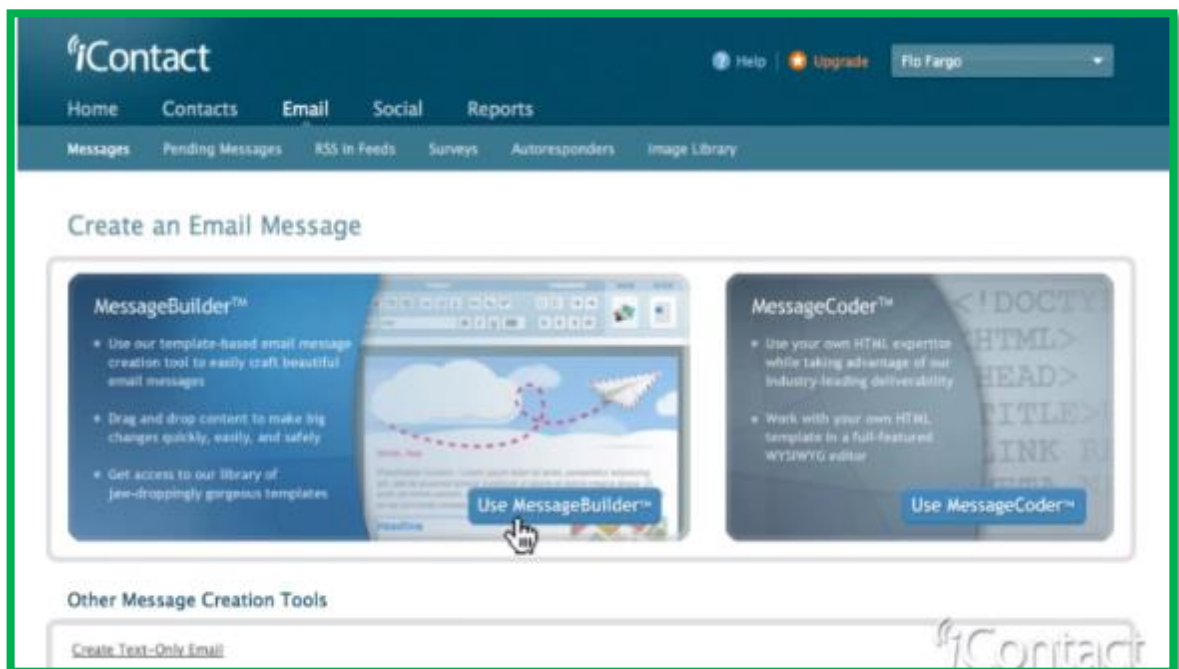 iContact
Help | Upgrade Flo Fargo
Home Contacts Email Social Reports
Messages Pending Messages RSS in Feeds Surveys Autoresponders Image Library
Create an Email Message
MessageBuilder™
Use our template-based email message
creation tool to easily craft beautiful
email messages
Drag and drop content to make big
changes quickly, easily, and safely
Get access to our library of
jaw-droppingly gorgeous templates
Headline
Use MessageBuilder™
MessageCoder™
Use your own HTML expertise
while taking advantage of our
industry-leading deliverability
Work with your own HTML
template in a full-featured
WYSIWYG editor
<!DOCTY
<HTML>
HEAD>
TITLE>
LINK R
META N
Use MessageCoder™
Other Message Creation Tools
Create Text-Only Email
iContact